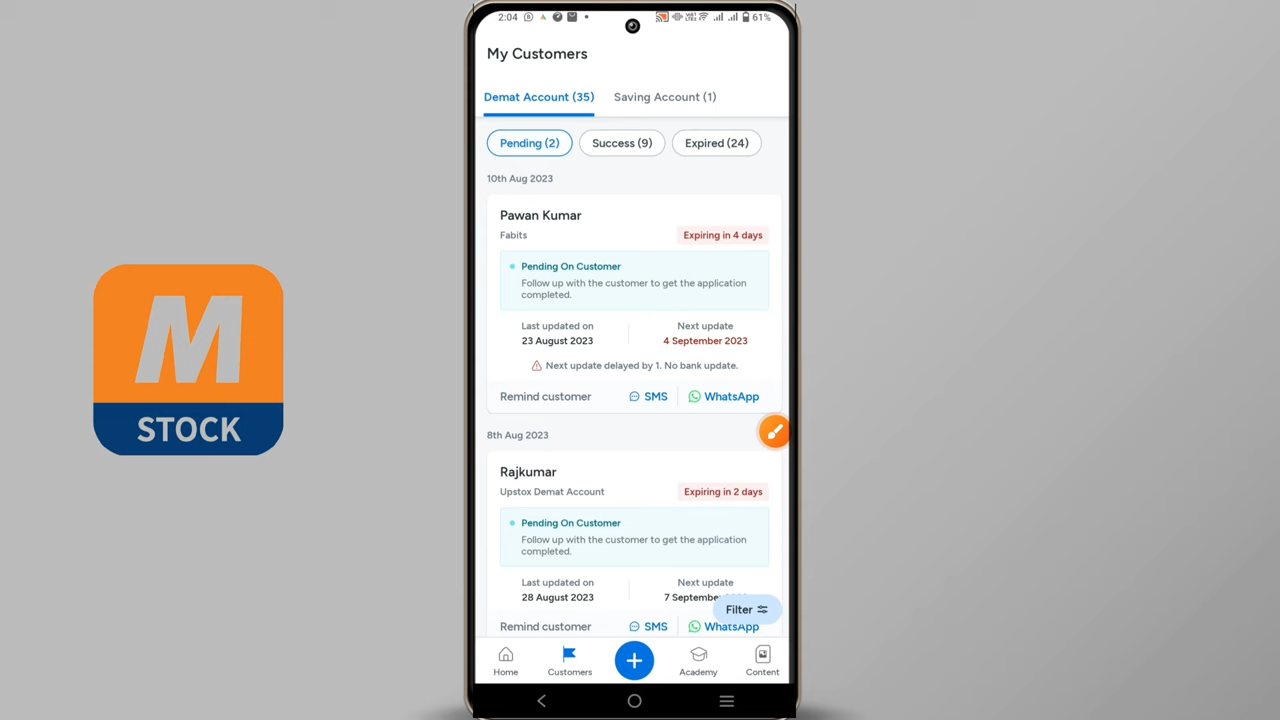 2:04
61%
My Customers
Demat Account (35)
Saving Account (1)
Pending (2)
Success (9)
Expired (24)
10th Aug 2023
Pawan Kumar
Fabits
Expiring in 4 days
Pending On Customer
Follow up with the customer to get the application
completed.
Last updated on
Next update
23 August 2023
4 September 2023
Next update delayed by 1. No bank update.
Remind customer
SMS
WhatsApp
8th Aug 2023
Rajkumar
Upstox Demat Account
Expiring in 2 days
Pending On Customer
Follow up with the customer to get the application
completed.
Last updated on
Next update
28 August 2023
7 September
Filter
Remind customer
SMS
WhatsApp
Home
Customers
Academy
Content
M
STOCK